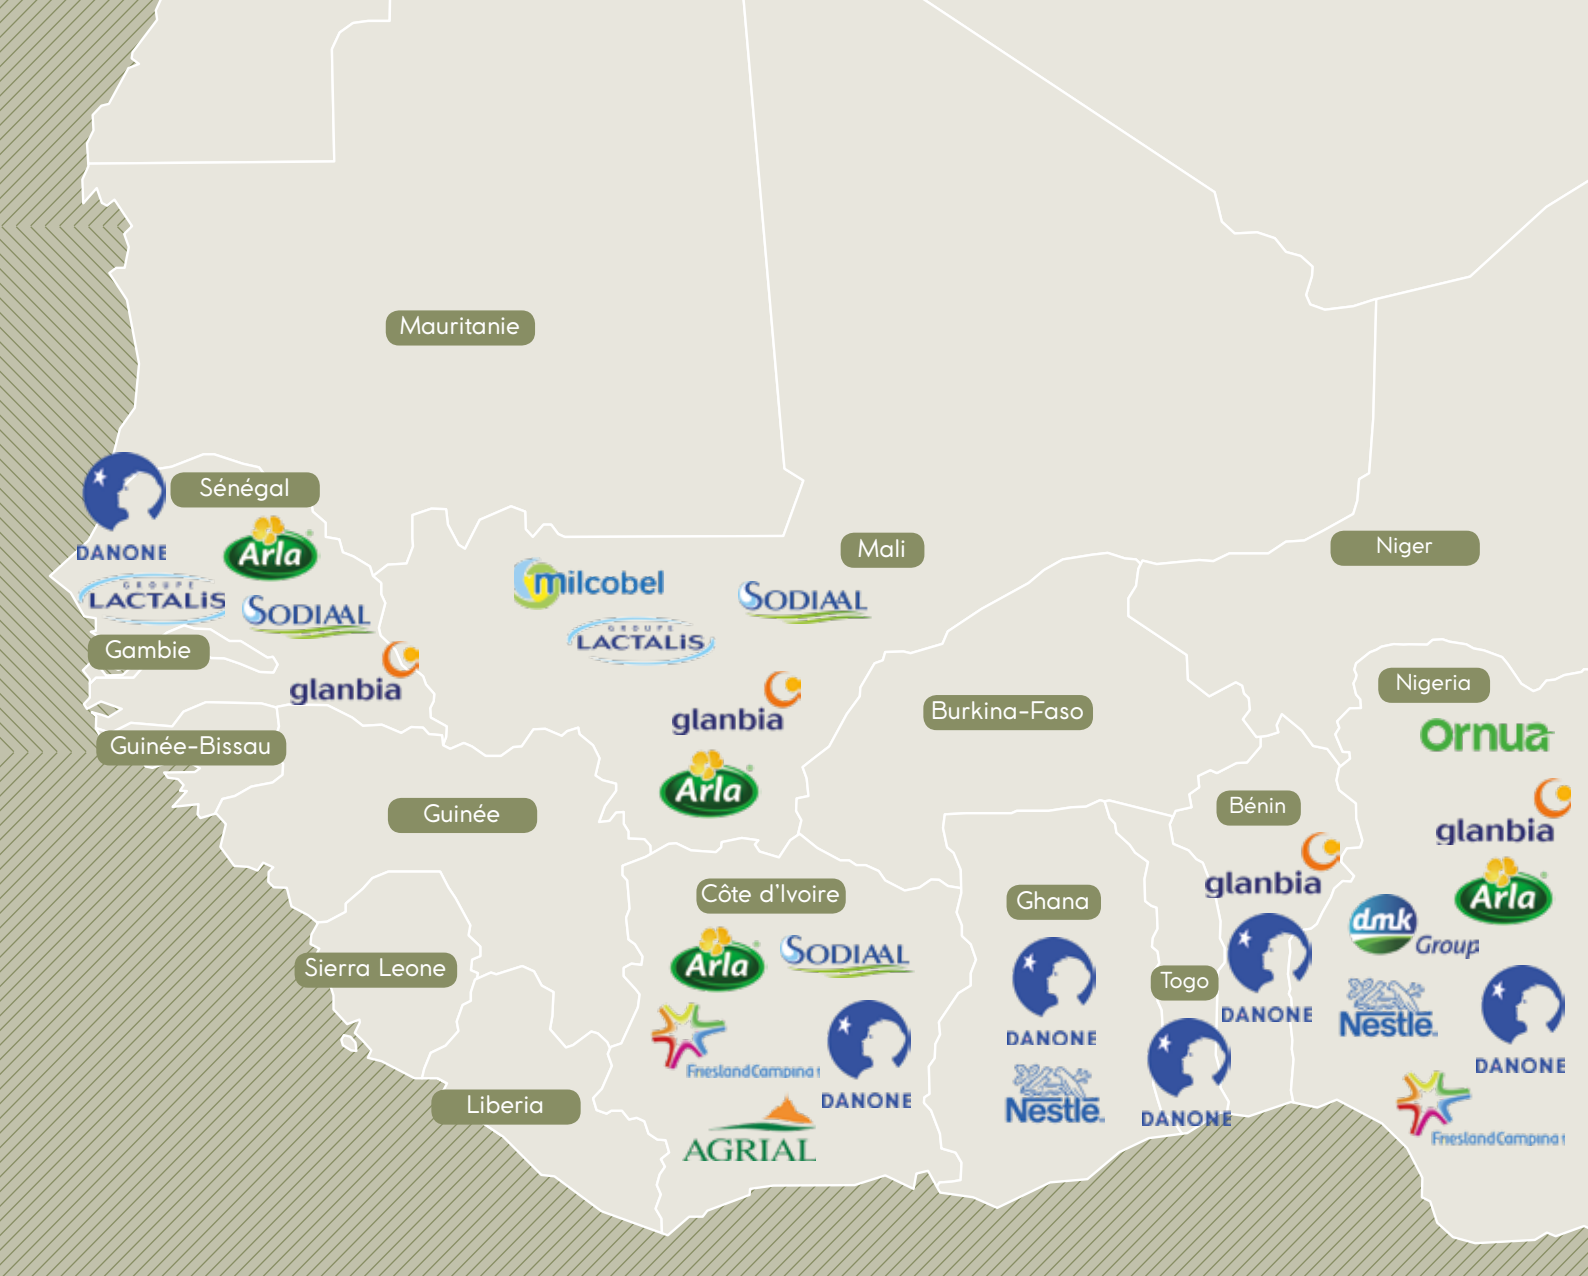 Mauritanie
Sénégal
DANONE
Arla
GROUPE
LACTALiS
SODIAAL
Gambie
glanbia
Guinée-Bissau
Guinée
Sierra Leone
Liberia
Mali
milcobel
SODIAAL
GROUPE
LACTALiS
glanbia
Arla
Burkina-Faso
Niger
Côte d'Ivoire
Arla
SODIAAL
FrieslandCampina
DANONE
AGRIAL
Ghana
DANONE
Nestlé
Togo
DANONE
Bénin
glanbia
DANONE
Nigeria
Ornua
glanbia
Arla
dmk
Group
Nestlé
DANONE
FrieslandCampina